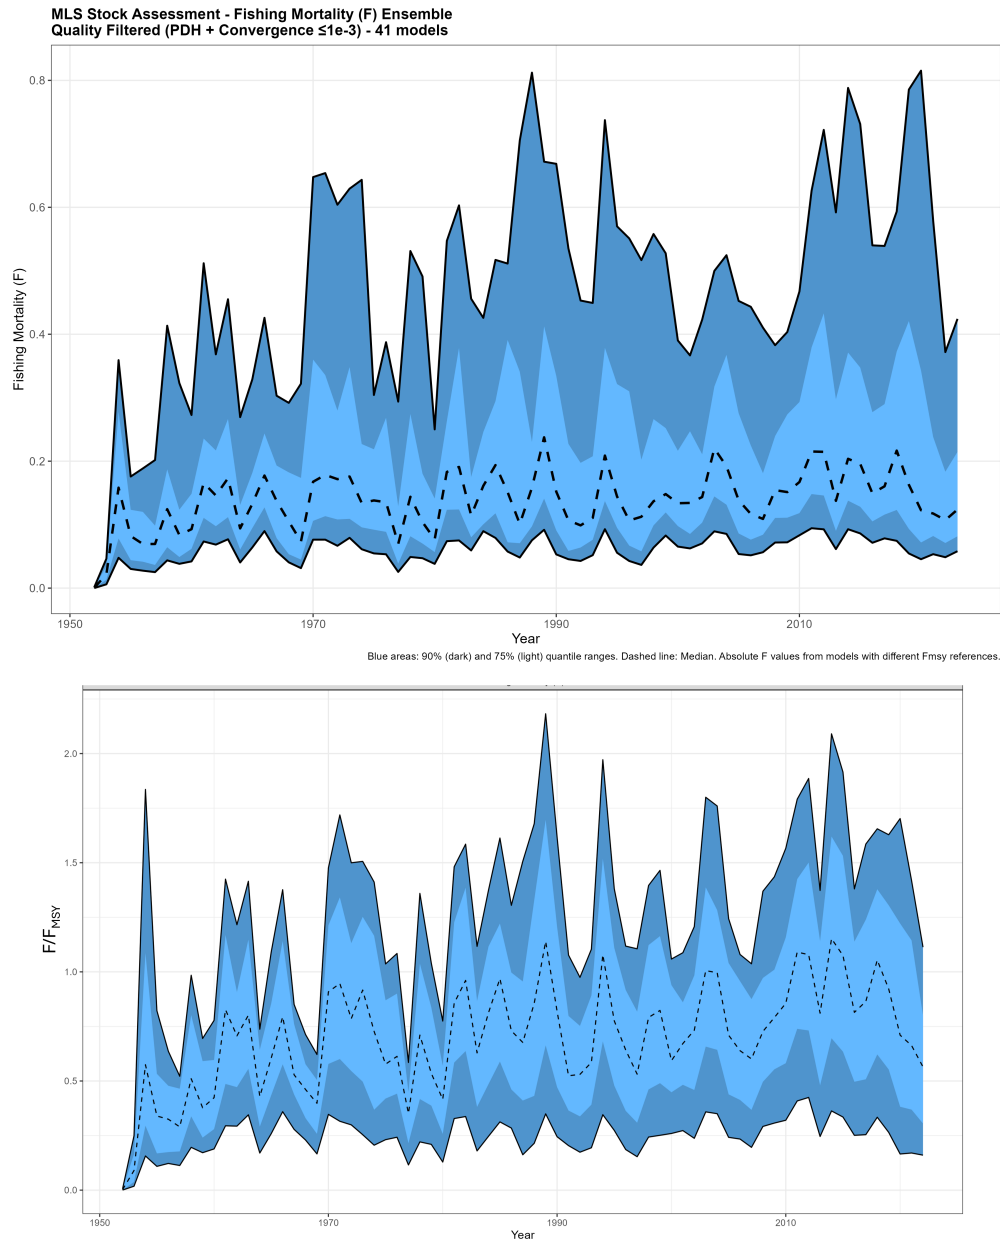 MLS Stock Assessment - Fishing Mortality (F) Ensemble
Quality Filtered (PDH + Convergence ≤1e-3) - 41 models
Fishing Mortality (F)
0.8
0.6
0.4
0.2
0.0
1950 1970 1990 2010
Year
Blue areas: 90% (dark) and 75% (light) quantile ranges. Dashed line: Median. Absolute F values from models with different Fmsy references.
F/FMSY
2.0
1.5
1.0
0.5
0.0
1950 1970 1990 2010
Year